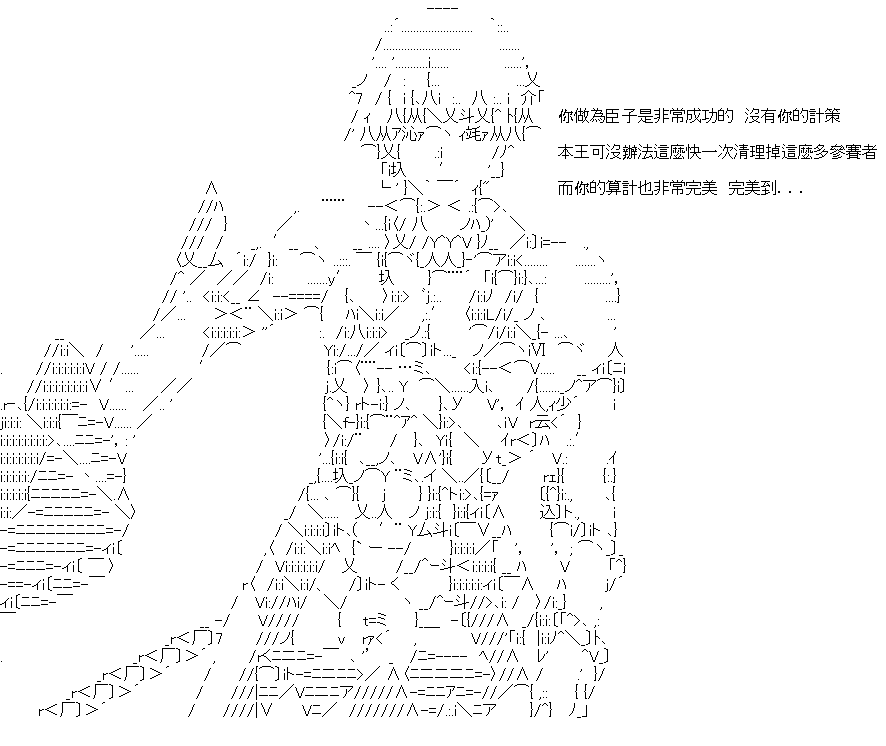 你做為臣子是非常成功的 沒有你的計策
本王可沒辦法這麼快一次清理掉這麼多參賽者
而你的算計也非常完美 完美到...